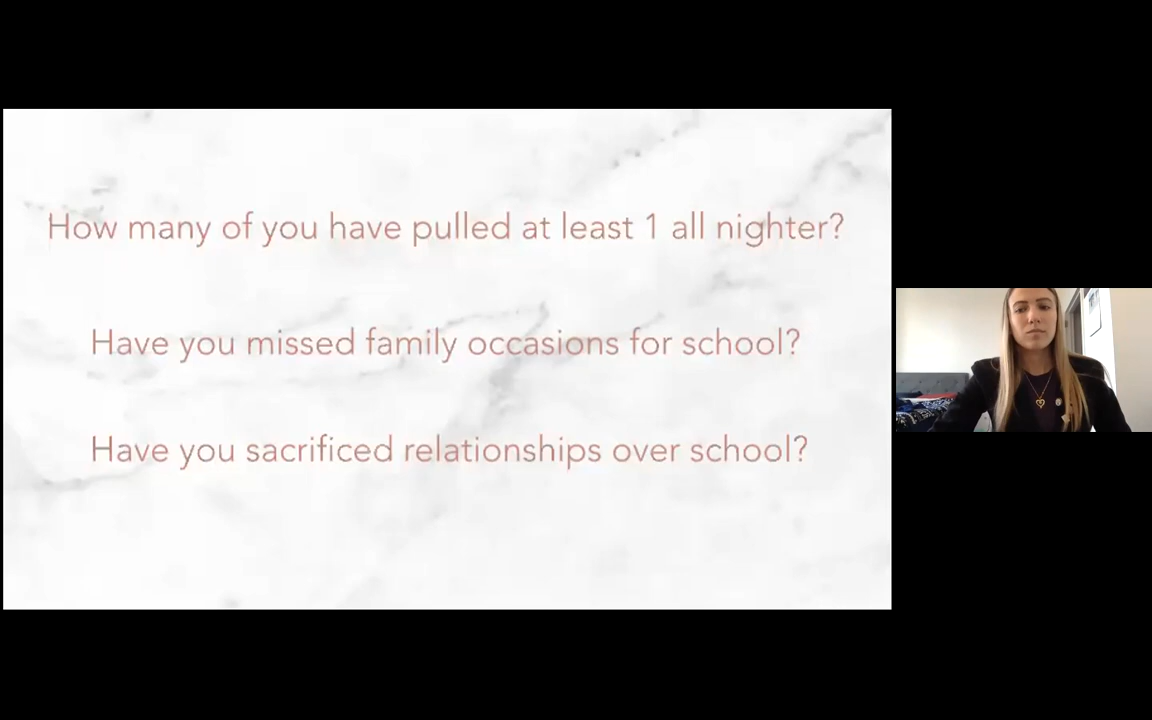 How many of you have pulled at least 1 all nighter?
Have you missed family occasions for school?
Have you sacrificed relationships over school?